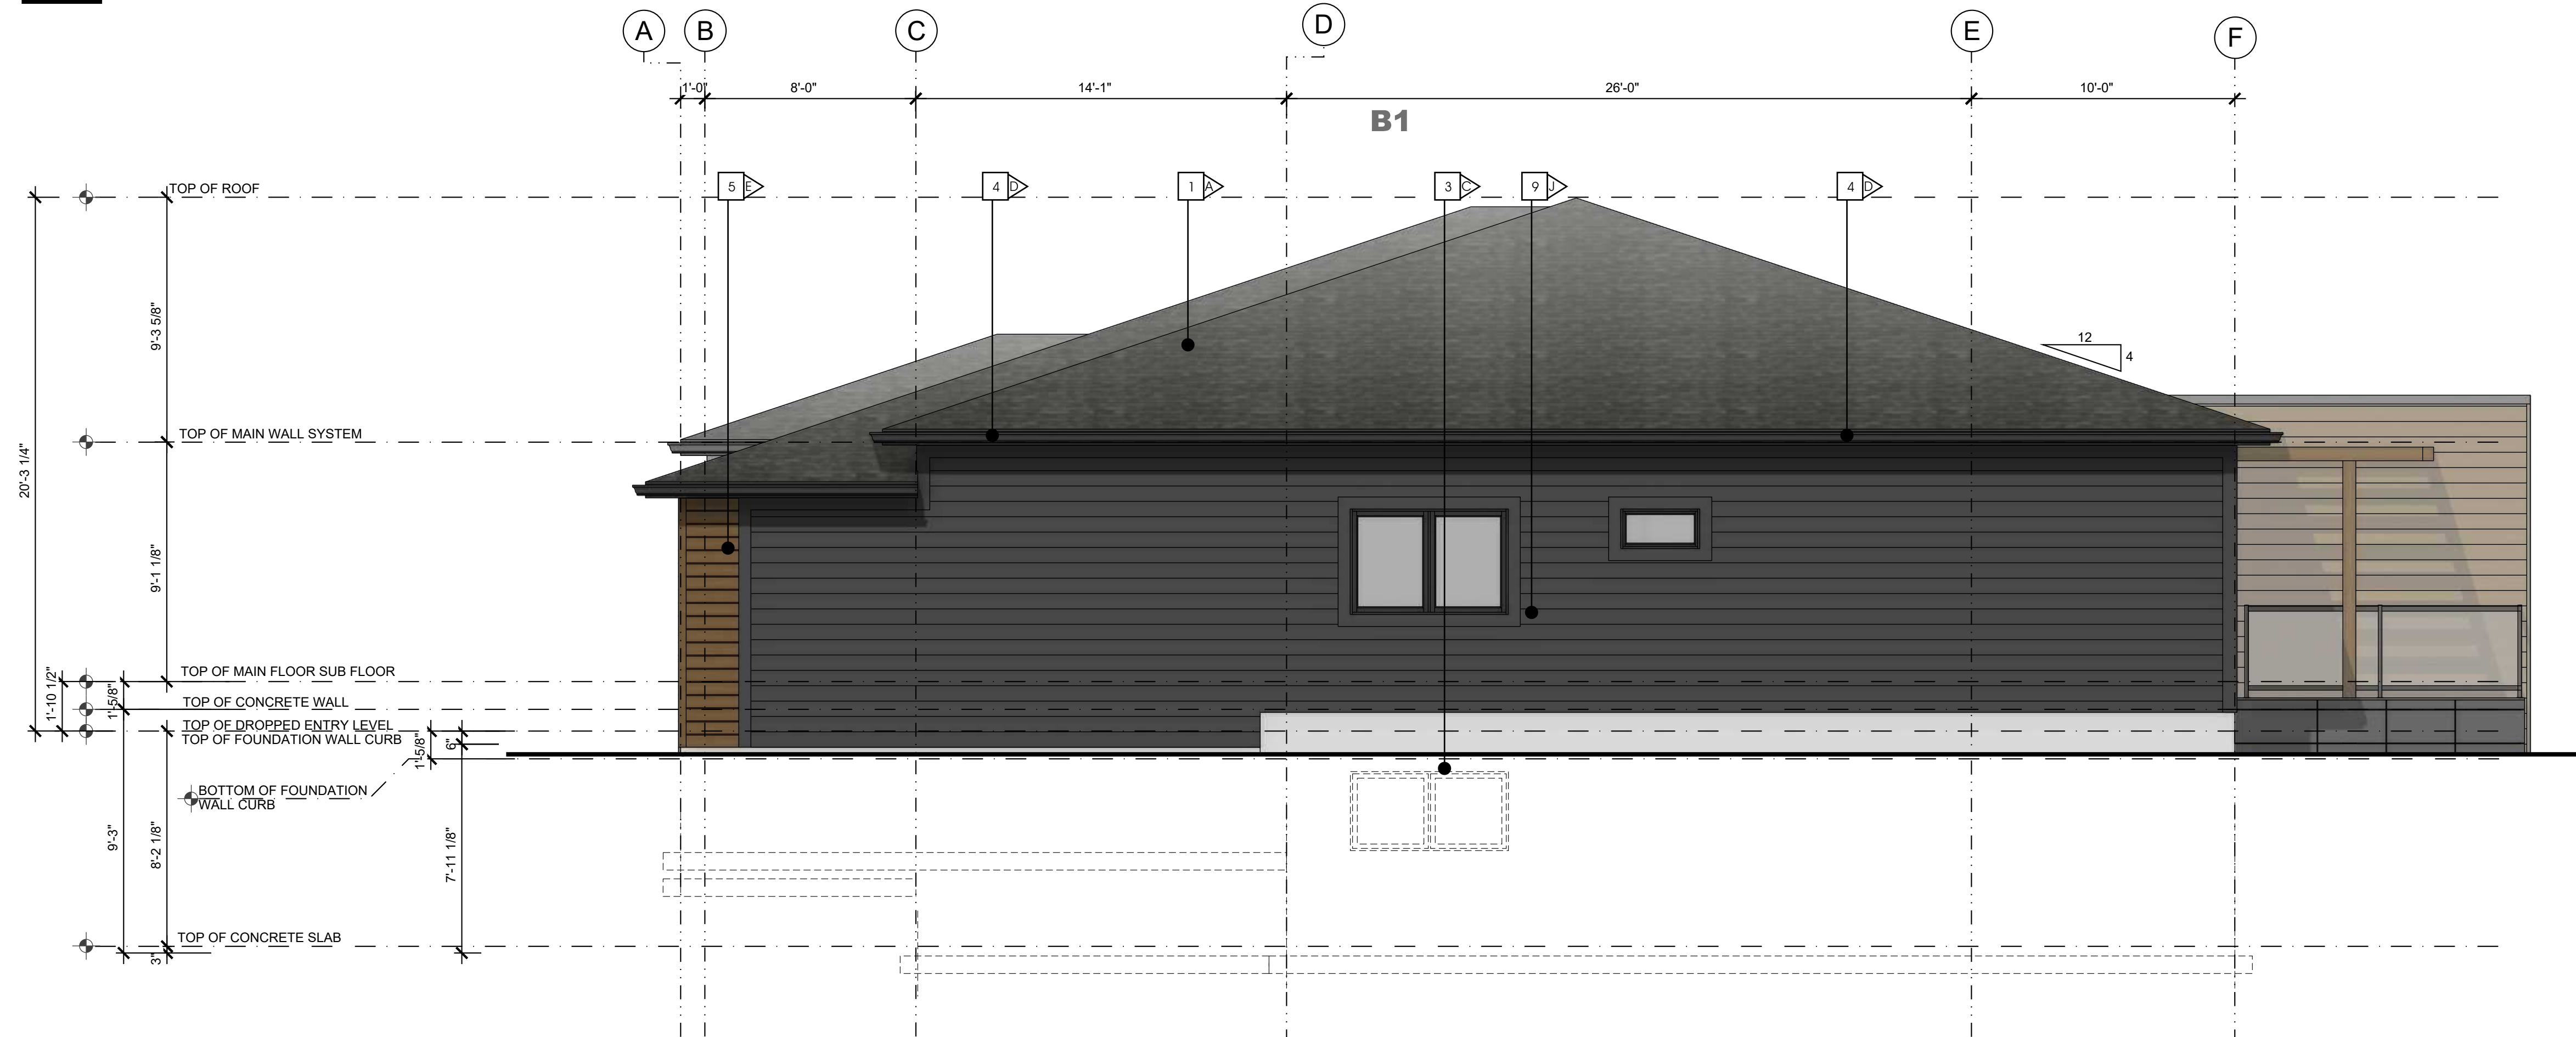 A B C D E F
1'-0" 8'-0" 14'-1" 26'-0" 10'-0"
B1
5 E 4 D 1 A 3 C 9 J 4 D
TOP OF ROOF
12
4
9'-3 5/8"
TOP OF MAIN WALL SYSTEM
20'-3 1/4"
9'-1 1/8"
TOP OF MAIN FLOOR SUB FLOOR
1'-10 1/2"
1'-5/8"
TOP OF CONCRETE WALL
TOP OF DROPPED ENTRY LEVEL
TOP OF FOUNDATION WALL CURB
1'-5/8"
6"
BOTTOM OF FOUNDATION
WALL CURB
9'-3"
8'-2 1/8"
7'-11 1/8"
TOP OF CONCRETE SLAB
3"